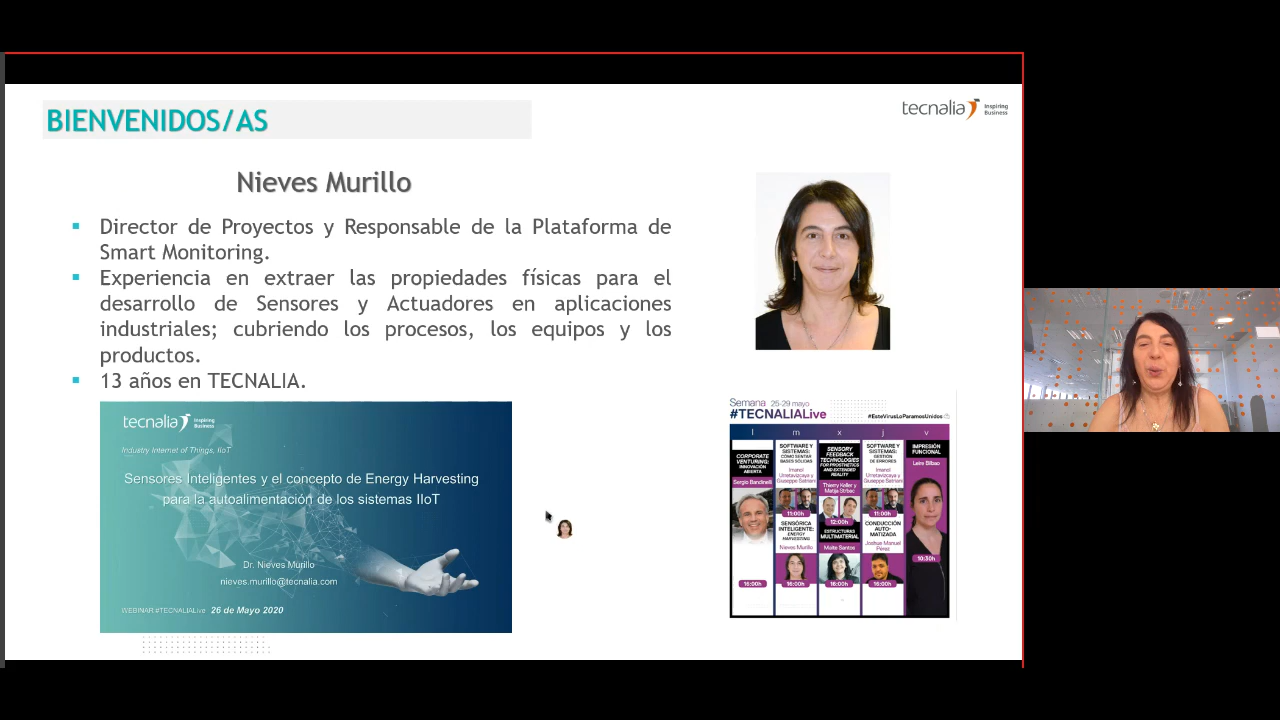 BIENVENIDOS/AS
tecnalia Inspiring Business
Nieves Murillo
Director de Proyectos y Responsable de la Plataforma de
Smart Monitoring.
Experiencia en extraer las propiedades físicas para el
desarrollo de Sensores y Actuadores en aplicaciones
industriales; cubriendo los procesos, los equipos y los
productos.
13 años en TECNALIA.
tecnalia Inspiring Business
Industry Internet of Things, IIoT
Sensores Inteligentes y el concepto de Energy Harvesting
para la autoalimentación de los sistemas IIoT
Dr. Nieves Murillo
nieves.murillo@tecnalia.com
WEBINAR #TECNALIALive 26 de Mayo 2020
Semana 25-29 mayo
#TECNALIALive #EsteVirusLoParamosUnidos
l m x j v
CORPORATE
VENTURING:
INNOVACIÓN
ABIERTA
Sergio Bandinelli
16:00h
SOFTWARE Y
SISTEMAS:
CÓMO SENTAR
BASES SÓLIDAS
Imanol
Urretavizcaya y
Giuseppe Salmani
11:00h
SENSÓRICA
INTELIGENTE:
ENERGY
HARVESTING
Nieves Murillo
16:00h
SENSORY
FEEDBACK
TECHNOLOGIES
FOR PROSTHETICS
AND EXTENDED
REALITY
Thierry Keller y
Matija Strbac
12:00h
ESTRUCTURAS
MULTIMATERIAL
Maite Santos
16:00h
SOFTWARE Y
SISTEMAS:
GESTIÓN
DE ERRORES
Imanol
Urretavizcaya y
Giuseppe Salmani
11:00h
CONDUCCIÓN
AUTO-
MATIZADA
Joshue Manuel
Pérez
16:00h
IMPRESIÓN
FUNCIONAL
Leire Bilbao
10:30h